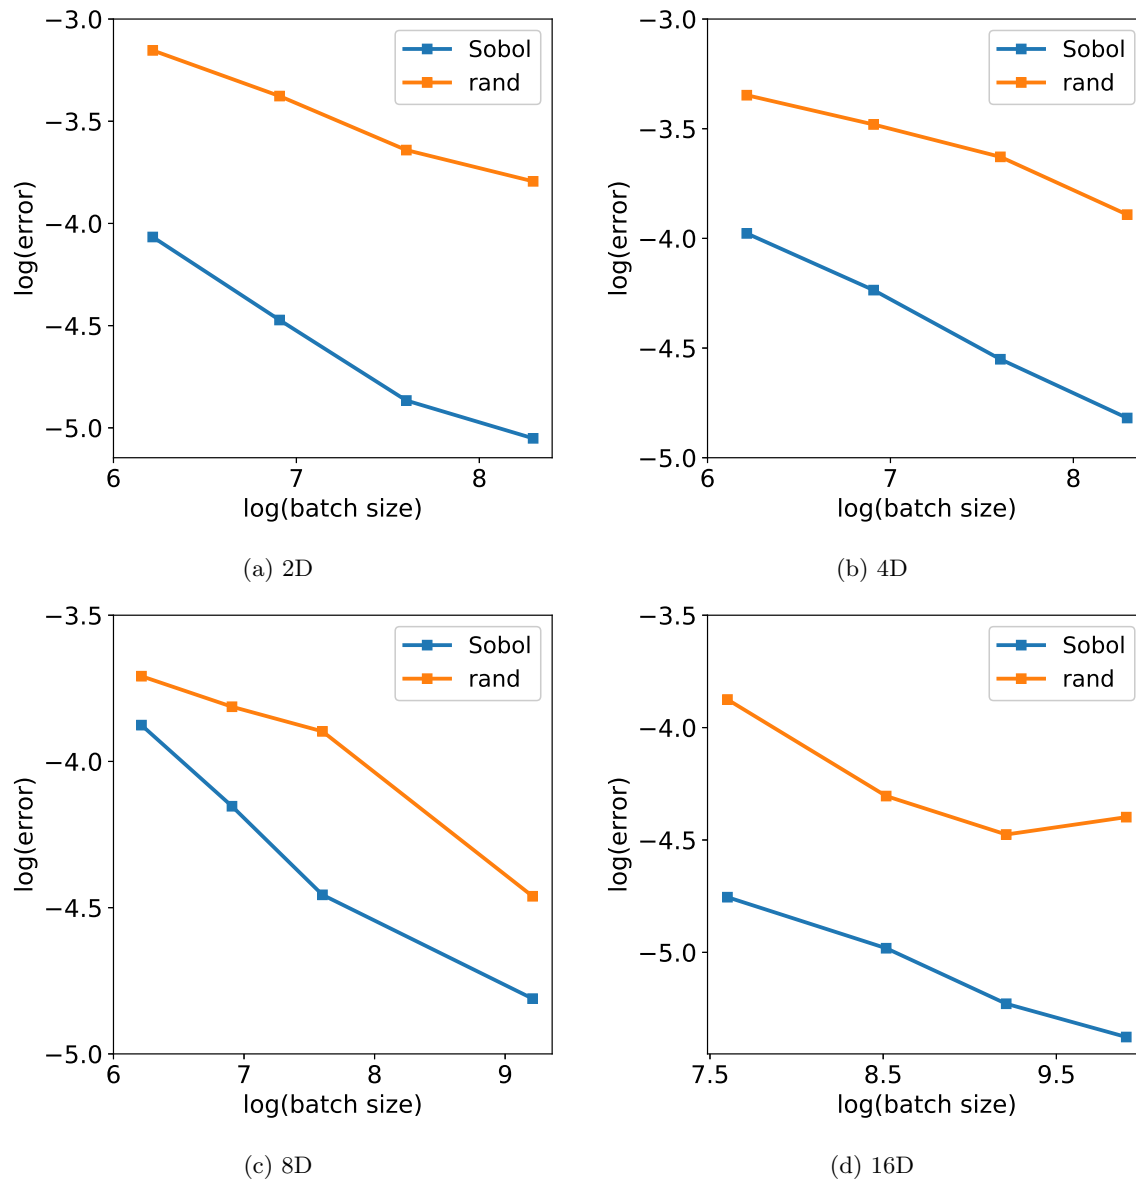 −3.0
−3.5
−4.0
−4.5
−5.0
log(error)
6 7 8
log(batch size)
Sobol
rand
(a) 2D
−3.0
−3.5
−4.0
−4.5
−5.0
log(error)
6 7 8
log(batch size)
Sobol
rand
(b) 4D
−3.5
−4.0
−4.5
−5.0
log(error)
6 7 8 9
log(batch size)
Sobol
rand
(c) 8D
−3.5
−4.0
−4.5
−5.0
log(error)
7.5 8.5 9.5
log(batch size)
Sobol
rand
(d) 16D